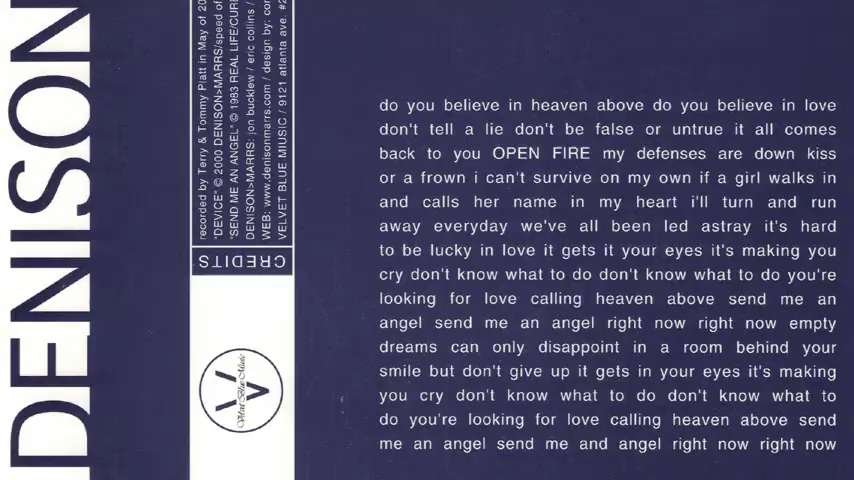 DENISON
recorded by Terry & Tommy Platt in May of 20
"DEVICE" © 2000 DENISON>MARRS/speed of
"SEND ME AN ANGEL" © 1983 REAL LIFE/CURB
DENISON>MARRS: jon bucklew / eric collins /
WEB: www.denisonmarrs.com / design by: cor
VELVET BLUE MIUSIC / 9121 atlanta ave. #2
CREDITS
Velvet Blue Music
do you believe in heaven above do you believe in love
don't tell a lie don't be false or untrue it all comes
back to you OPEN FIRE my defenses are down kiss
or a frown i can't survive on my own if a girl walks in
and calls her name in my heart i'll turn and run
away everyday we've all been led astray it's hard
to be lucky in love it gets it your eyes it's making you
cry don't know what to do don't know what to do you're
looking for love calling heaven above send me an
angel send me an angel right now right now empty
dreams can only disappoint in a room behind your
smile but don't give up it gets in your eyes it's making
you cry don't know what to do don't know what to
do you're looking for love calling heaven above send
me an angel send me and angel right now right now